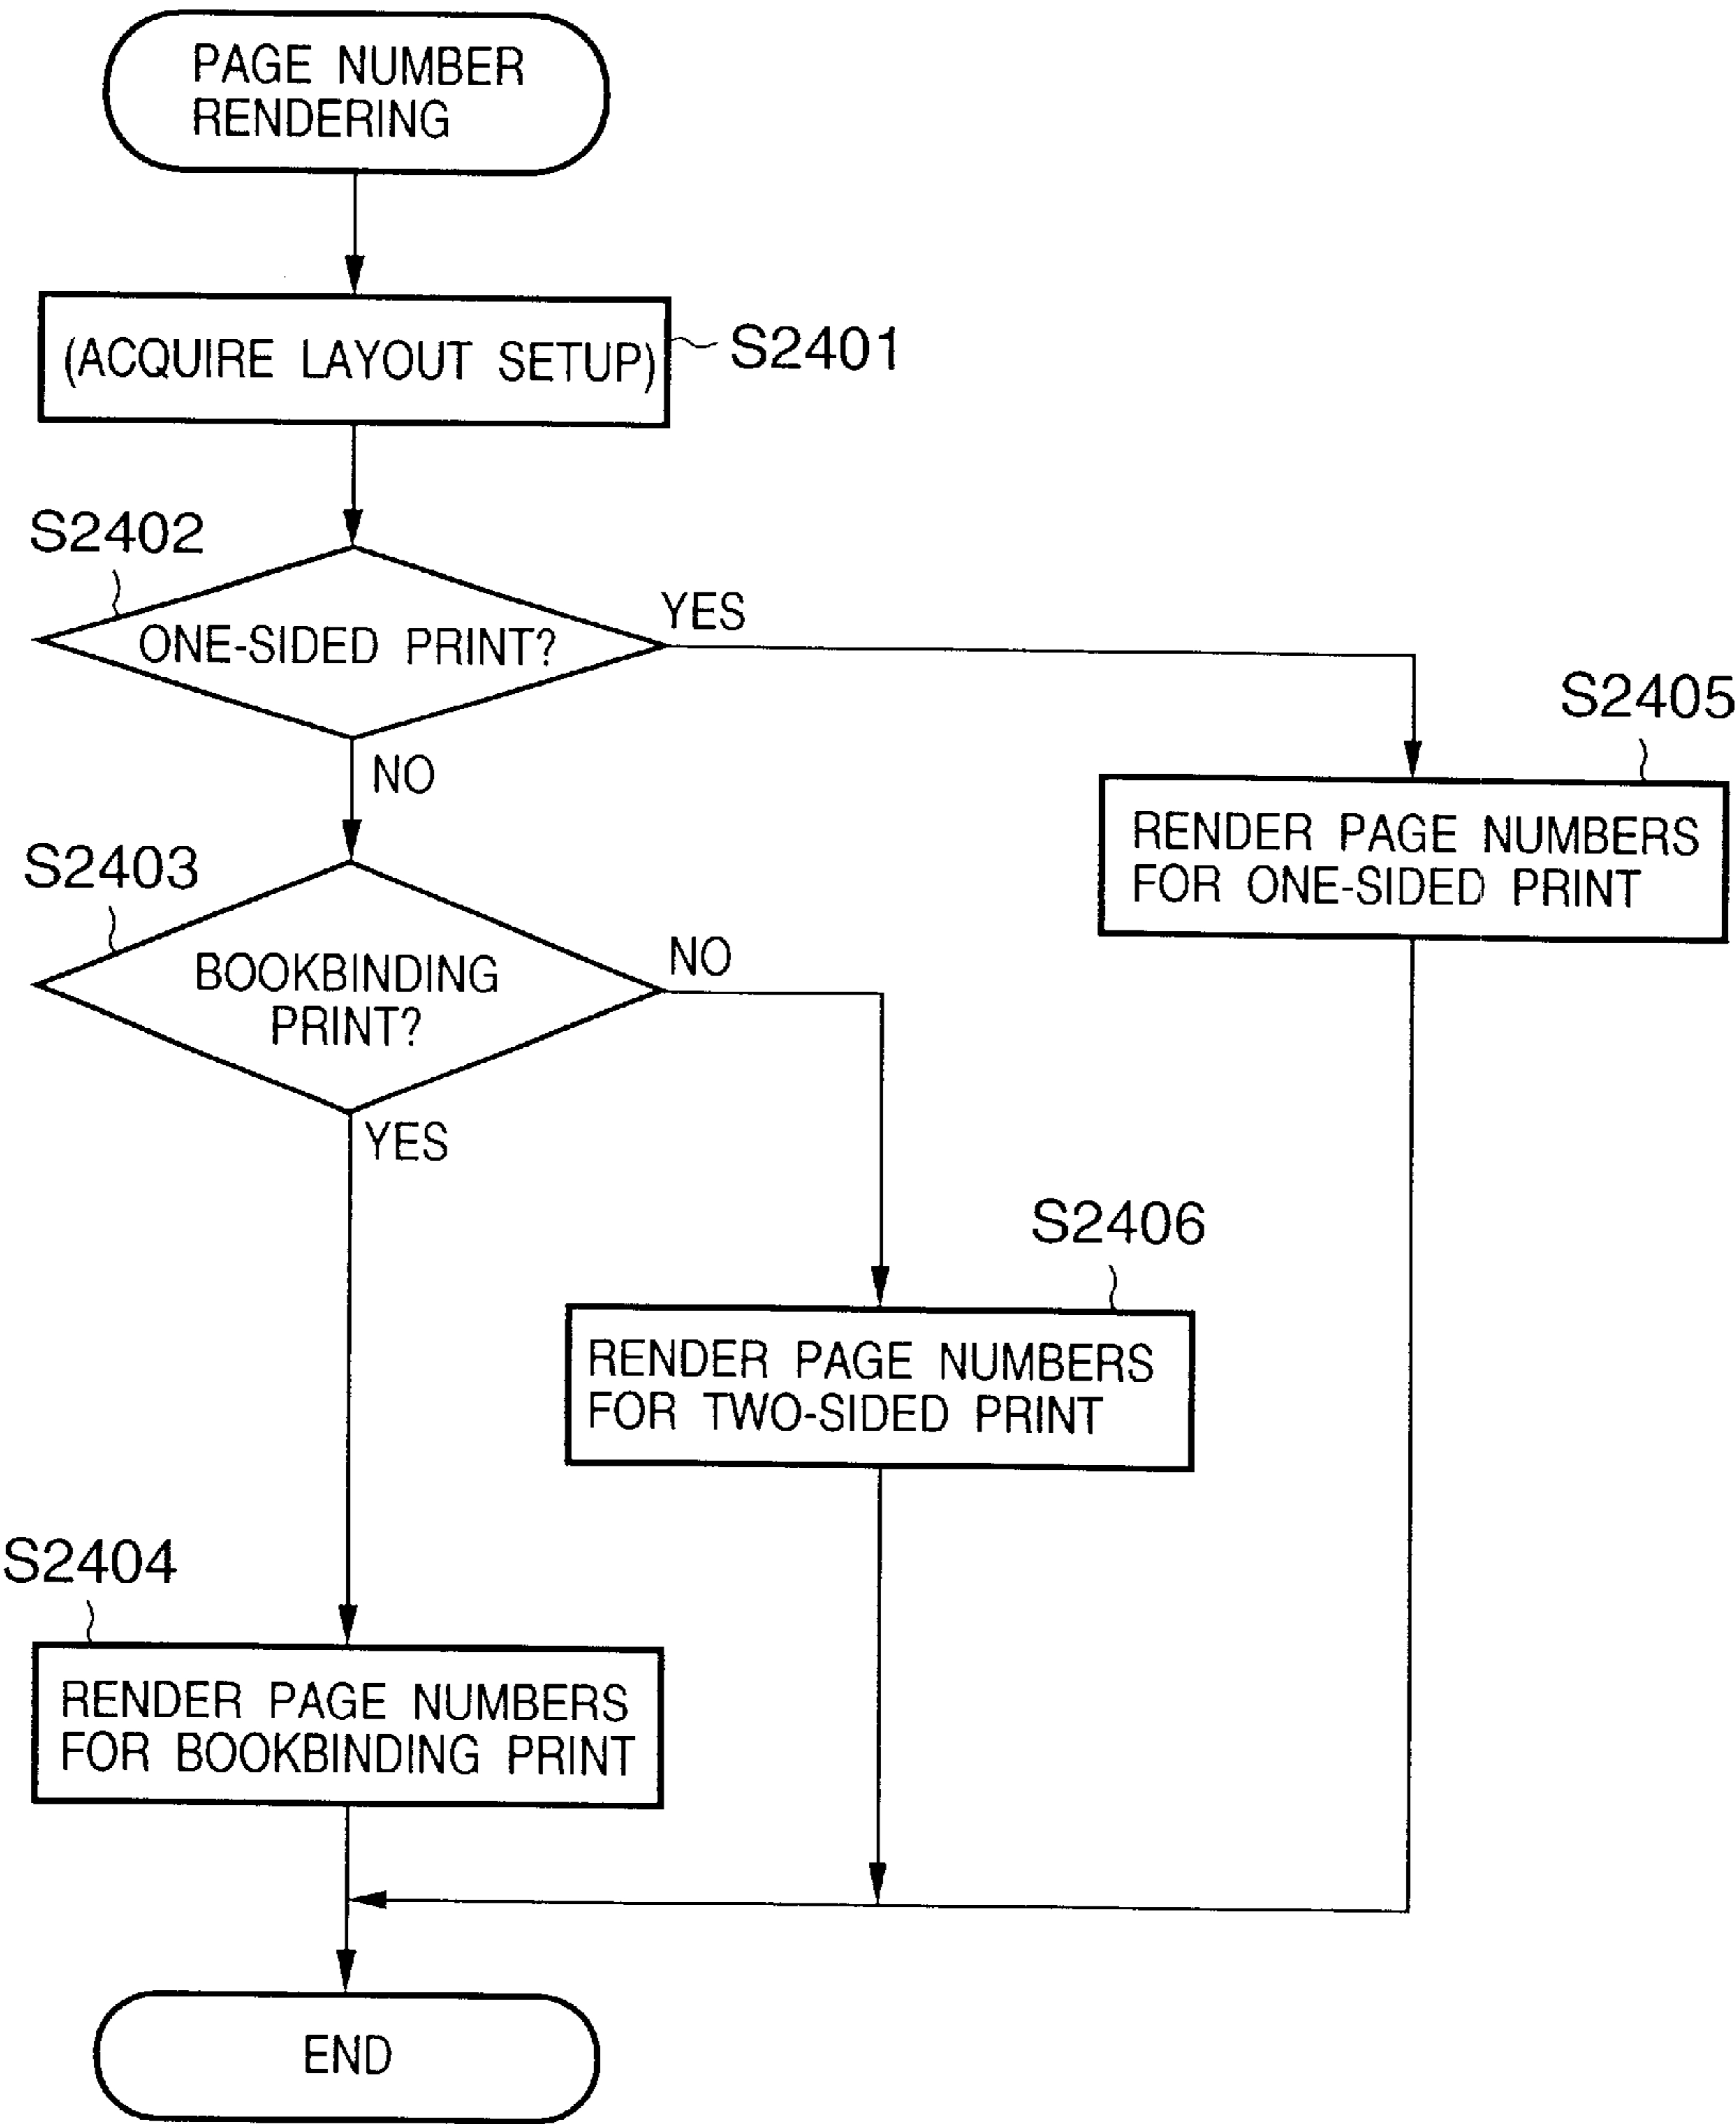 PAGE NUMBER
RENDERING
(ACQUIRE LAYOUT SETUP)
S2401
S2402
ONE-SIDED PRINT?
YES
NO
S2405
RENDER PAGE NUMBERS
FOR ONE-SIDED PRINT
S2403
BOOKBINDING
PRINT?
NO
YES
S2406
RENDER PAGE NUMBERS
FOR TWO-SIDED PRINT
S2404
RENDER PAGE NUMBERS
FOR BOOKBINDING PRINT
END